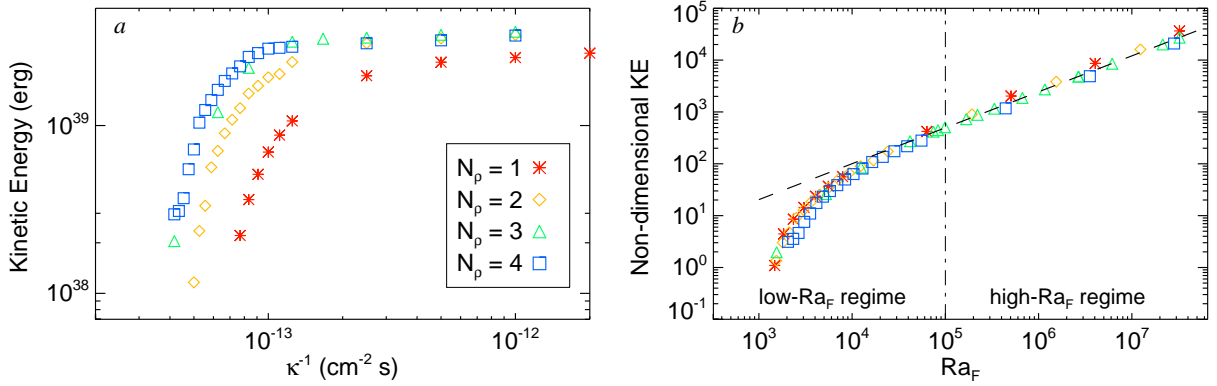 a
Kinetic Energy (erg)
10^39
10^38
10^-13
10^-12
κ^-1 (cm^-2 s)
N_ρ = 1
N_ρ = 2
N_ρ = 3
N_ρ = 4
b
Non-dimensional KE
10^5
10^4
10^3
10^2
10^1
10^0
10^-1
low-Ra_F regime
high-Ra_F regime
10^3
10^4
10^5
10^6
10^7
Ra_F